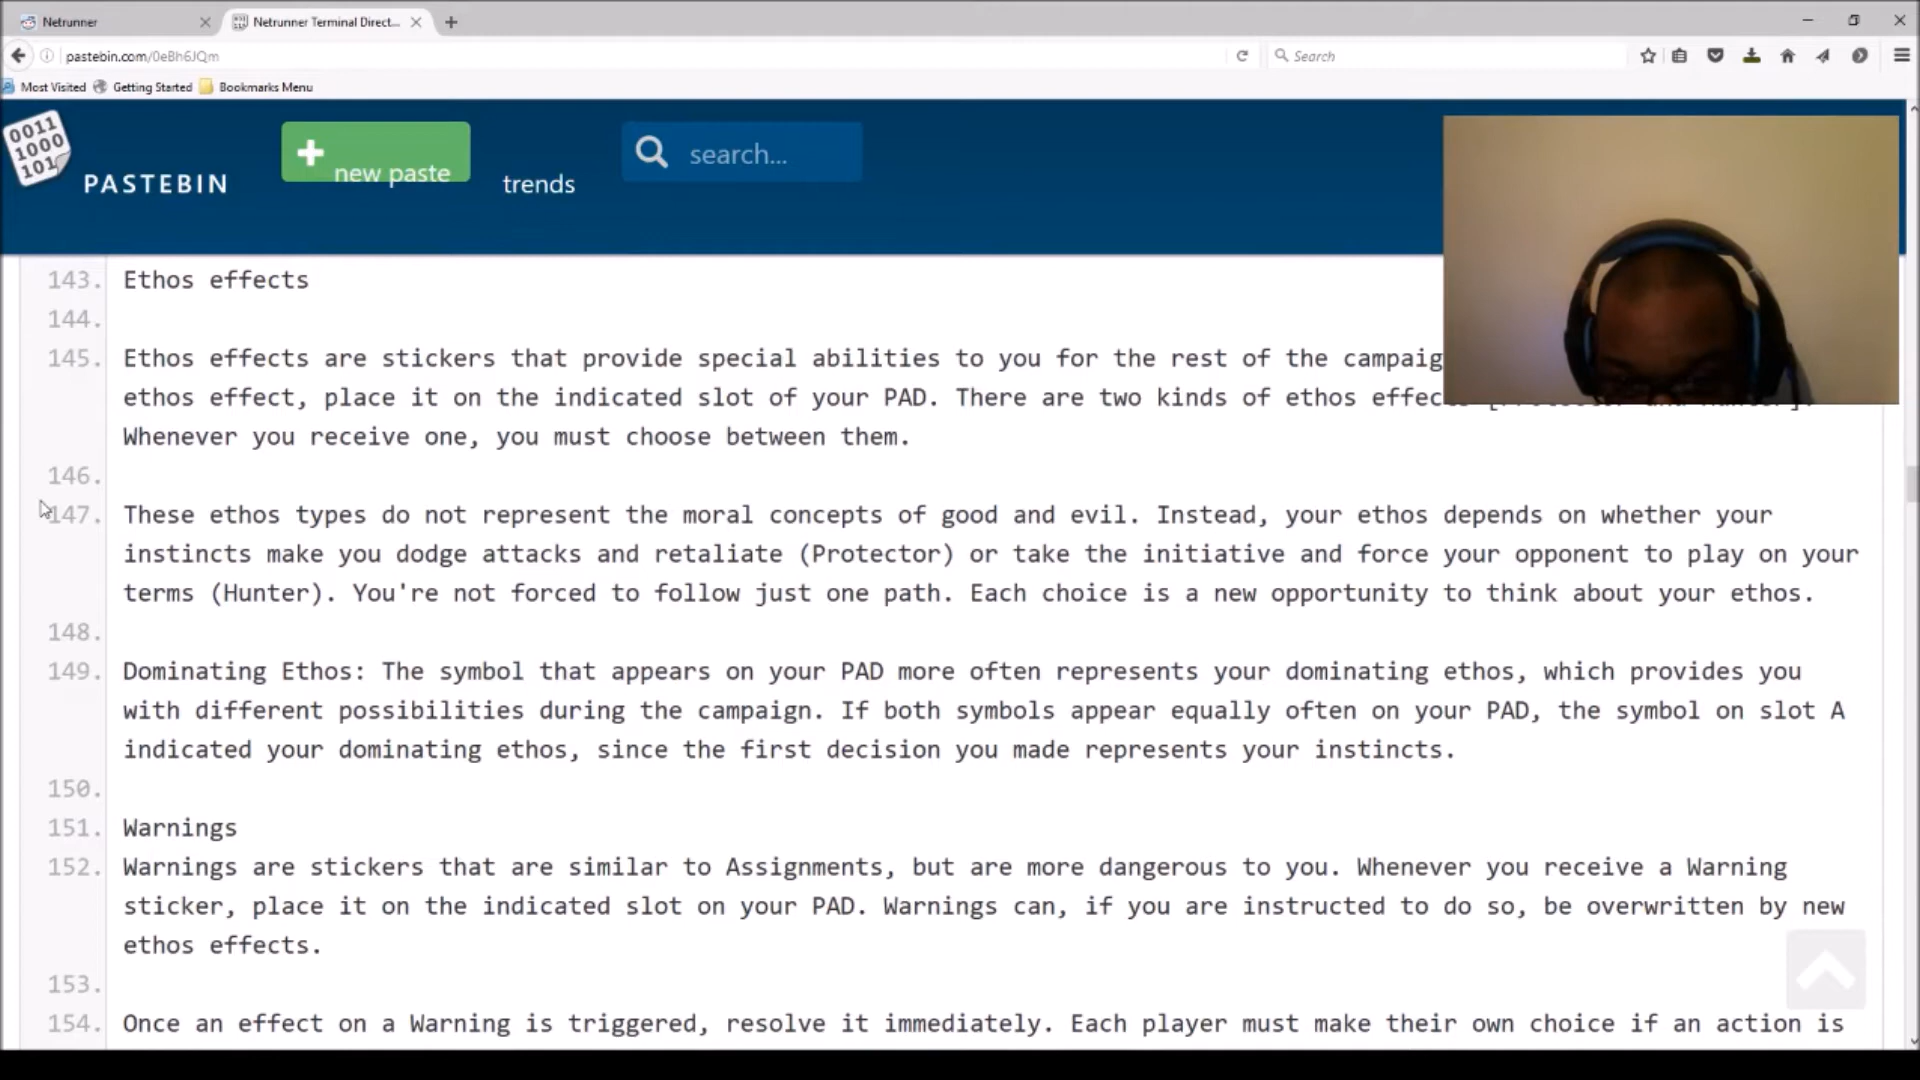 Netrunner
Netrunner Terminal Direct...
pastebin.com/0eBh6JQm
Search
Most Visited
Getting Started
Bookmarks Menu
0011
1000
101
PASTEBIN
new paste
trends
search...
143. Ethos effects
144.
145. Ethos effects are stickers that provide special abilities to you for the rest of the campaig
ethos effect, place it on the indicated slot of your PAD. There are two kinds of ethos effects
Whenever you receive one, you must choose between them.
146.
147. These ethos types do not represent the moral concepts of good and evil. Instead, your ethos depends on whether your
instincts make you dodge attacks and retaliate (Protector) or take the initiative and force your opponent to play on your
terms (Hunter). You're not forced to follow just one path. Each choice is a new opportunity to think about your ethos.
148.
149. Dominating Ethos: The symbol that appears on your PAD more often represents your dominating ethos, which provides you
with different possibilities during the campaign. If both symbols appear equally often on your PAD, the symbol on slot A
indicated your dominating ethos, since the first decision you made represents your instincts.
150.
151. Warnings
152. Warnings are stickers that are similar to Assignments, but are more dangerous to you. Whenever you receive a Warning
sticker, place it on the indicated slot on your PAD. Warnings can, if you are instructed to do so, be overwritten by new
ethos effects.
153.
154. Once an effect on a Warning is triggered, resolve it immediately. Each player must make their own choice if an action is